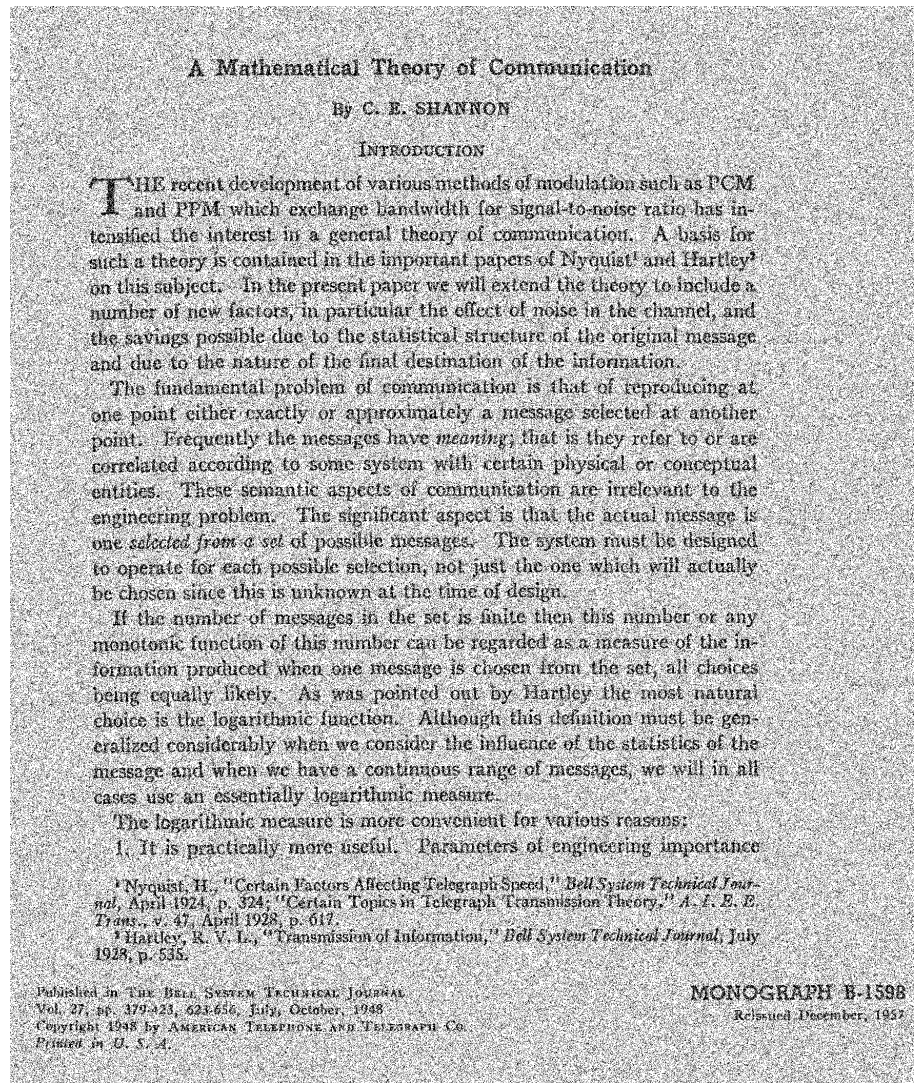 A Mathematical Theory of Communication
By C. E. SHANNON
INTRODUCTION
THE recent development of various methods of modulation such as PCM
and PPM which exchange bandwidth for signal-to-noise ratio has in-
tensified the interest in a general theory of communication. A basis for
such a theory is contained in the important papers of Nyquist¹ and Hartley²
on this subject. In the present paper we will extend the theory to include a
number of new factors, in particular the effect of noise in the channel, and
the savings possible due to the statistical structure of the original message
and due to the nature of the final destination of the information.
The fundamental problem of communication is that of reproducing at
one point either exactly or approximately a message selected at another
point. Frequently the messages have meaning; that is they refer to or are
correlated according to some system with certain physical or conceptual
entities. These semantic aspects of communication are irrelevant to the
engineering problem. The significant aspect is that the actual message is
one selected from a set of possible messages. The system must be designed
to operate for each possible selection, not just the one which will actually
be chosen since this is unknown at the time of design.
If the number of messages in the set is finite then this number or any
monotonic function of this number can be regarded as a measure of the in-
formation produced when one message is chosen from the set, all choices
being equally likely. As was pointed out by Hartley the most natural
choice is the logarithmic function. Although this definition must be gen-
eralized considerably when we consider the influence of the statistics of the
message and when we have a continuous range of messages, we will in all
cases use an essentially logarithmic measure.
The logarithmic measure is more convenient for various reasons:
1. It is practically more useful. Parameters of engineering importance
¹ Nyquist, H., "Certain Factors Affecting Telegraph Speed," Bell System Technical Jour-
nal, April 1924, p. 324; "Certain Topics in Telegraph Transmission Theory," A. I. E. E.
Trans., v. 47, April 1928, p. 617.
² Hartley, R. V. L., "Transmission of Information," Bell System Technical Journal, July
1928, p. 535.
Published in THE BELL SYSTEM TECHNICAL JOURNAL
Vol. 27, pp. 379-423, 623-656, July, October, 1948
Copyright 1948 by AMERICAN TELEPHONE AND TELEGRAPH Co.
Printed in U. S. A.
MONOGRAPH B-1598
Reissued December, 1957